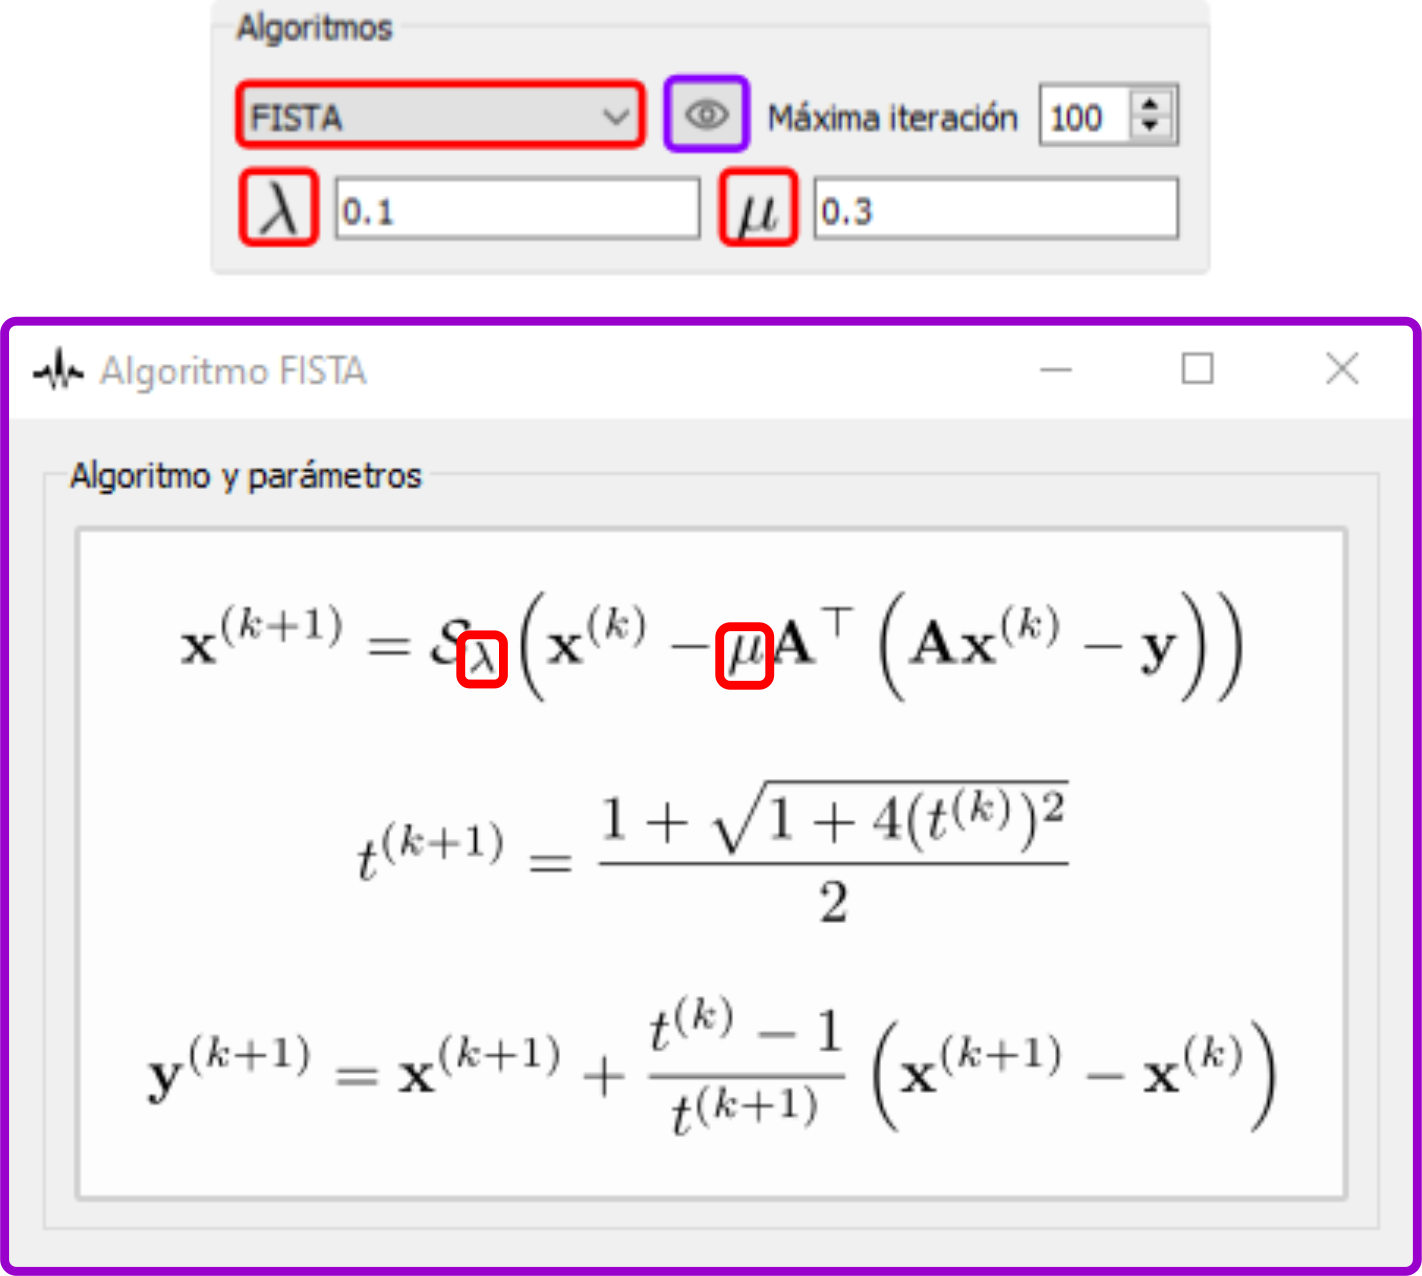 Algoritmos
FISTA Máxima iteración 100
λ 0.1 μ 0.3
Algoritmo FISTA
Algoritmo y parámetros
$\mathbf{x}^{(k+1)} = \mathcal{S}_{\lambda}\left(\mathbf{x}^{(k)} - \mu\mathbf{A}^{\top}\left(\mathbf{A}\mathbf{x}^{(k)} - \mathbf{y}\right)\right)$
$t^{(k+1)} = \frac{1 + \sqrt{1 + 4(t^{(k)})^2}}{2}$
$\mathbf{y}^{(k+1)} = \mathbf{x}^{(k+1)} + \frac{t^{(k)} - 1}{t^{(k+1)}}\left(\mathbf{x}^{(k+1)} - \mathbf{x}^{(k)}\right)$